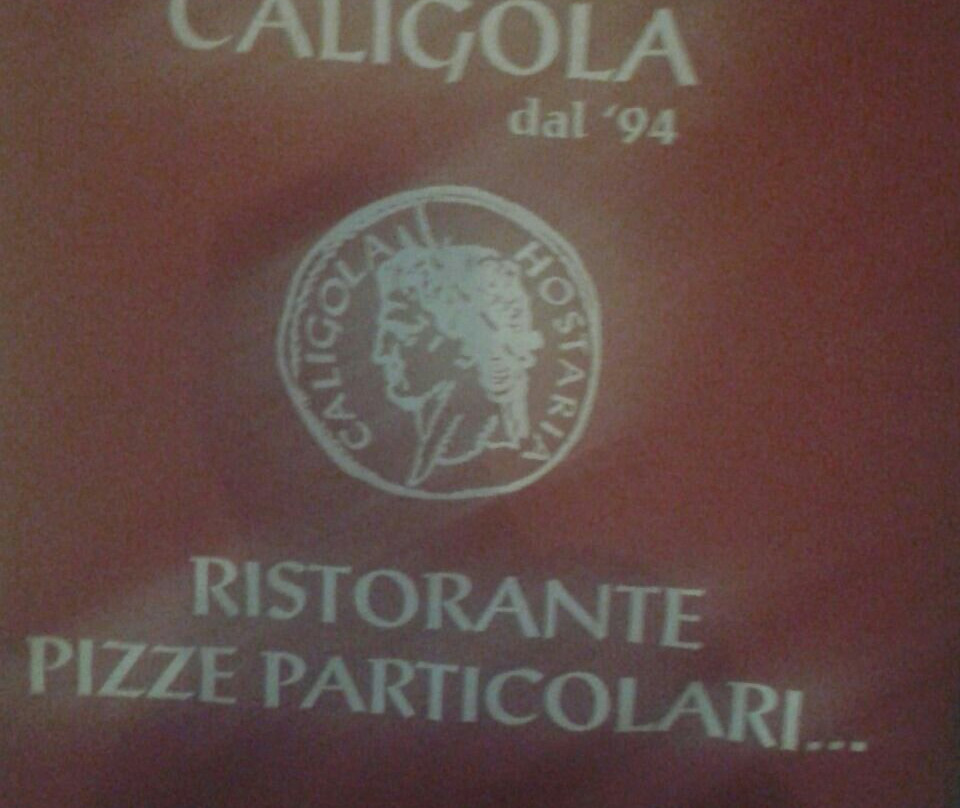 CALIGOLA
dal '94
CALIGOLA HOSTARIA
RISTORANTE
PIZZE PARTICOLARI...